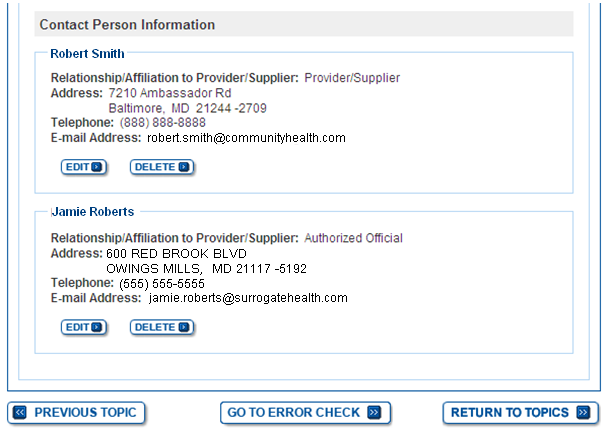 Contact Person Information
Robert Smith
Relationship/Affiliation to Provider/Supplier: Provider/Supplier
Address: 7210 Ambassador Rd
Baltimore, MD 21244 -2709
Telephone: (888) 888-8888
E-mail Address: robert.smith@communityhealth.com
EDIT DELETE
Jamie Roberts
Relationship/Affiliation to Provider/Supplier: Authorized Official
Address: 600 RED BROOK BLVD
OWINGS MILLS, MD 21117 -5192
Telephone: (555) 555-5555
E-mail Address: jamie.roberts@surrogatehealth.com
EDIT DELETE
PREVIOUS TOPIC GO TO ERROR CHECK RETURN TO TOPICS